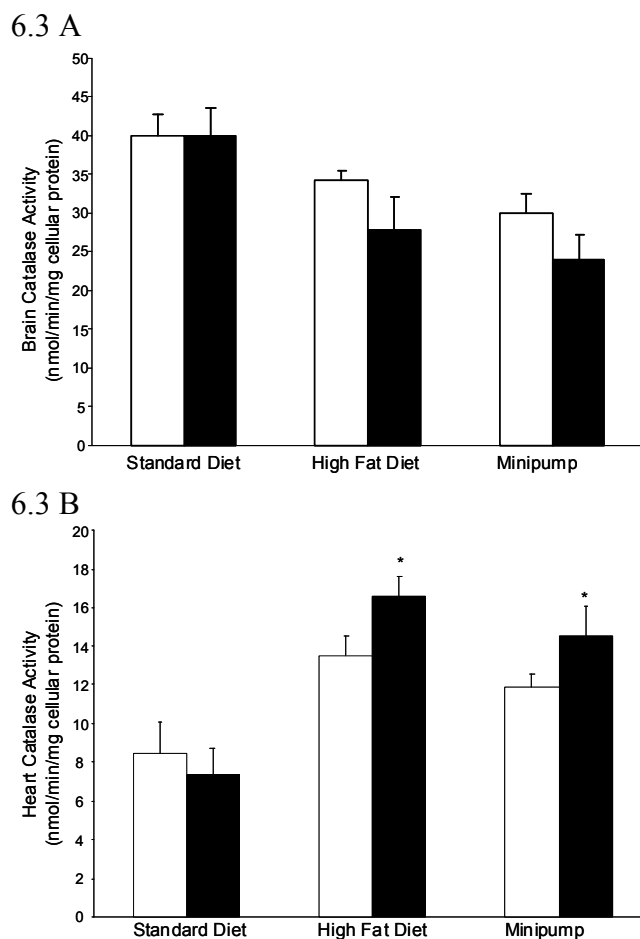 6.3 A
50
45
40
35
30
25
20
15
10
5
0
Brain Catalase Activity
(nmol/min/mg cellular protein)
Standard Diet High Fat Diet Minipump
6.3 B
20
18
16
14
12
10
8
6
4
2
0
Heart Catalase Activity
(nmol/min/mg cellular protein)
* *
Standard Diet High Fat Diet Minipump